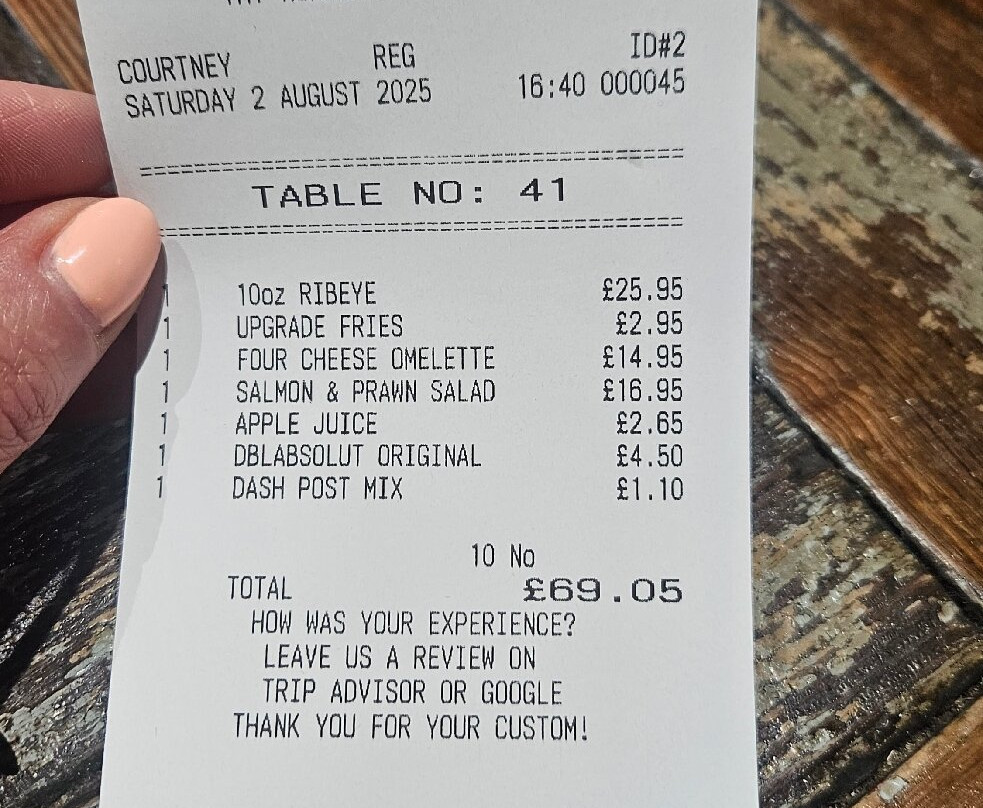 COURTNEY REG ID#2
SATURDAY 2 AUGUST 2025 16:40 000045
TABLE NO: 41
1 10oz RIBEYE £25.95
1 UPGRADE FRIES £2.95
1 FOUR CHEESE OMELETTE £14.95
1 SALMON & PRAWN SALAD £16.95
1 APPLE JUICE £2.65
1 DBLABSOLUT ORIGINAL £4.50
1 DASH POST MIX £1.10
10 No
TOTAL £69.05
HOW WAS YOUR EXPERIENCE?
LEAVE US A REVIEW ON
TRIP ADVISOR OR GOOGLE
THANK YOU FOR YOUR CUSTOM!